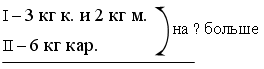 I – 3 кг к. и 2 кг м.
II – 6 кг кар.
на ? больше